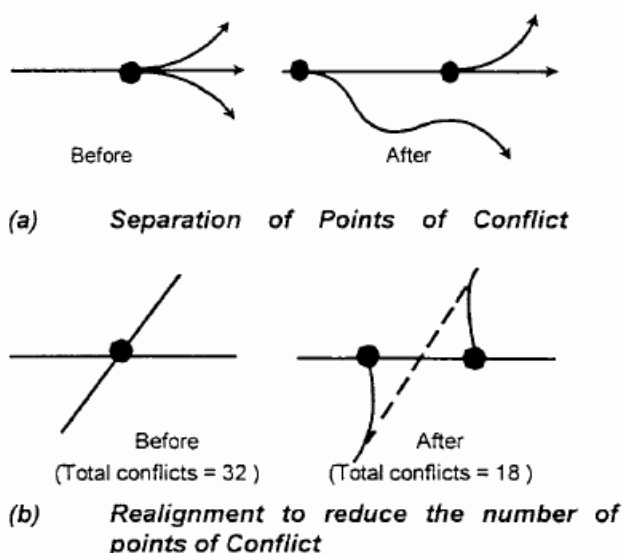 Before
After
(a) Separation of Points of Conflict
Before
(Total conflicts = 32 )
After
(Total conflicts = 18 )
(b) Realignment to reduce the number of
points of Conflict